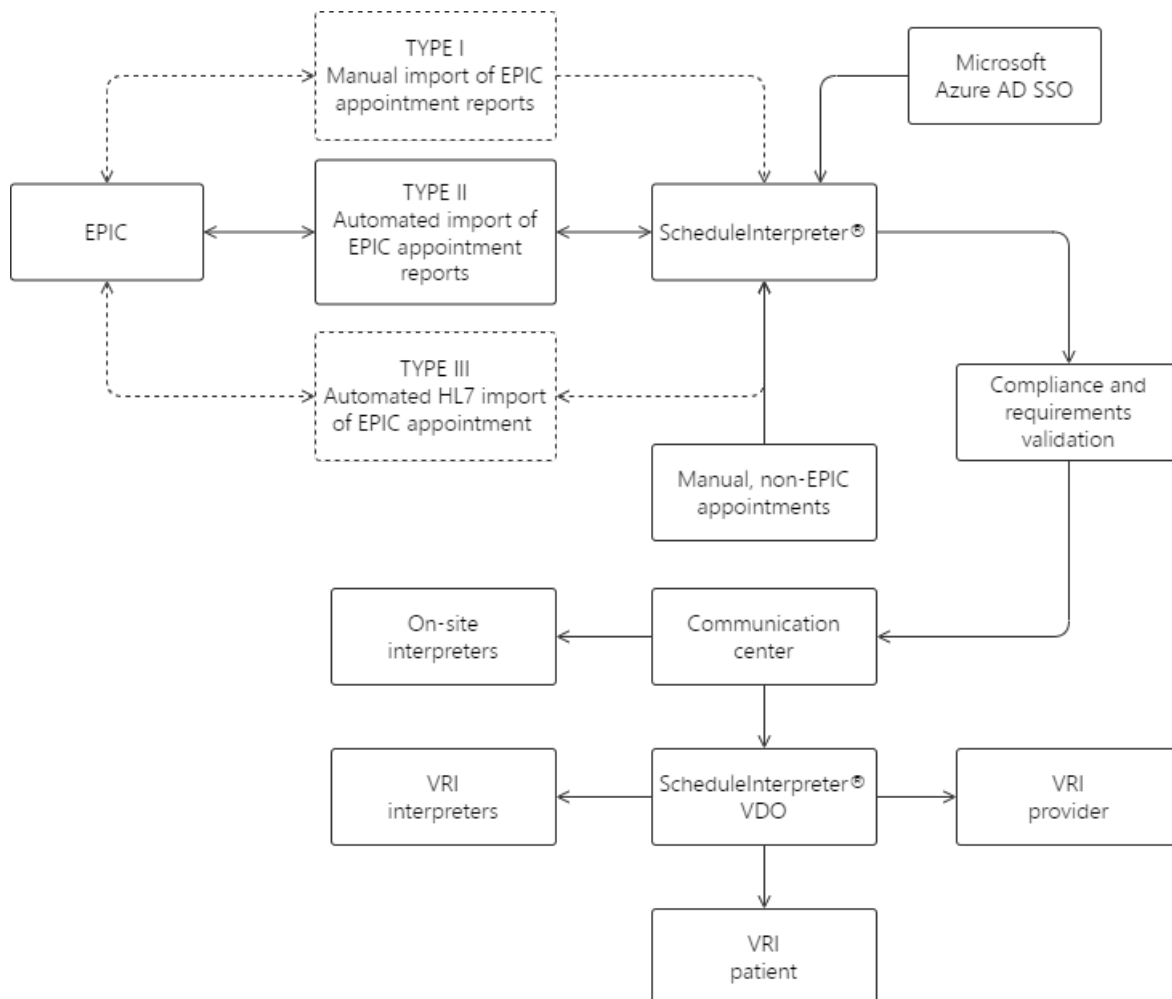 TYPE I
Manual import of EPIC
appointment reports
Microsoft
Azure AD SSO
EPIC
TYPE II
Automated import of
EPIC appointment
reports
ScheduleInterpreter®
TYPE III
Automated HL7 import
of EPIC appointment
Compliance and
requirements
validation
Manual, non-EPIC
appointments
On-site
interpreters
Communication
center
VRI
interpreters
ScheduleInterpreter®
VDO
VRI
provider
VRI
patient